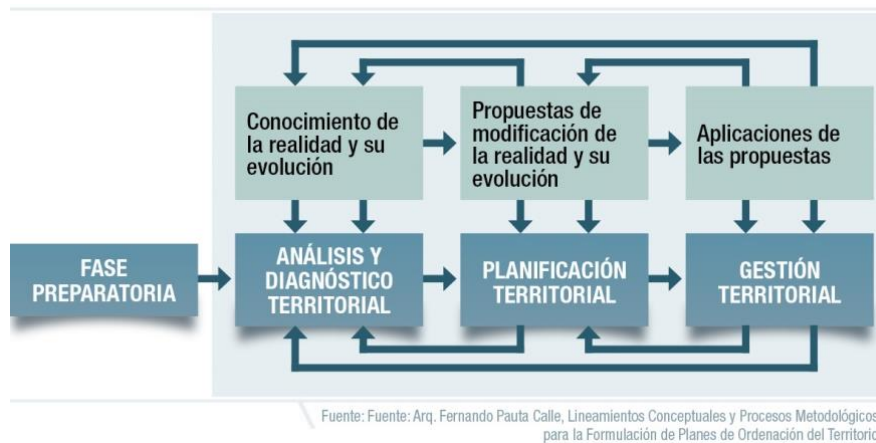 Conocimiento de
la realidad y su
evolución
Propuestas de
modificación de
la realidad y su
evolución
Aplicaciones de
las propuestas
FASE
PREPARATORIA
ANÁLISIS Y
DIAGNÓSTICO
TERRITORIAL
PLANIFICACIÓN
TERRITORIAL
GESTIÓN
TERRITORIAL
Fuente: Fuente: Arq. Fernando Pauta Calle, Lineamientos Conceptuales y Procesos Metodológicos
para la Formulación de Planes de Ordenación del Territorio